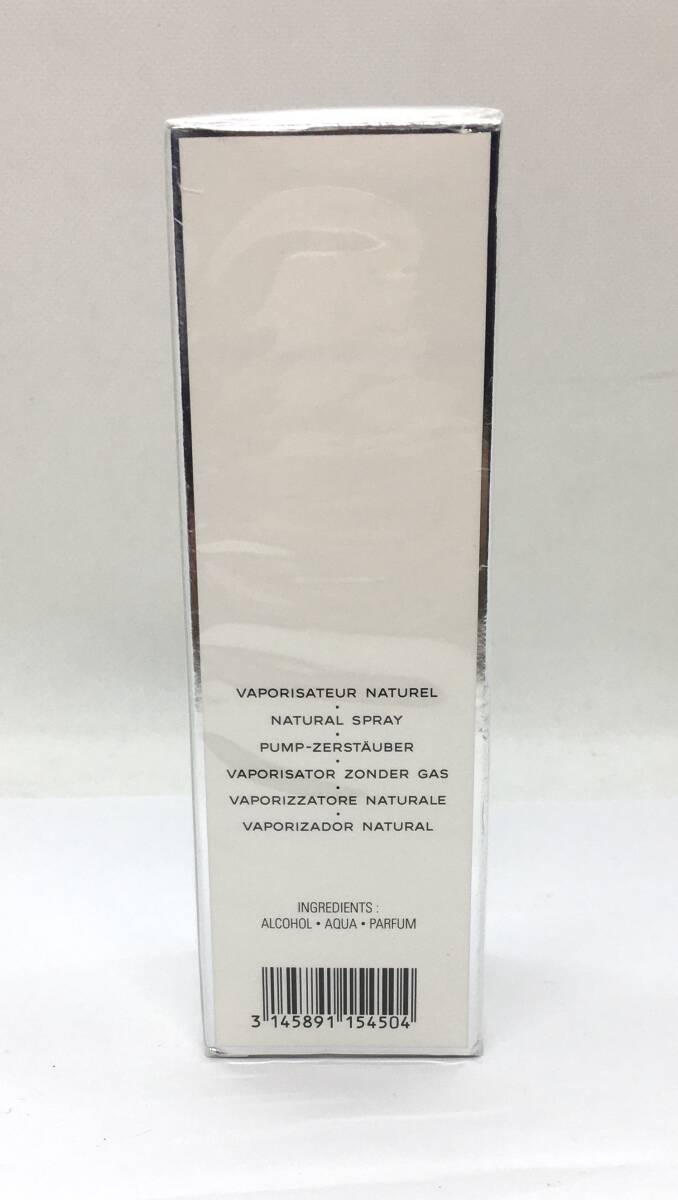 VAPORISATEUR NATUREL
•
NATURAL SPRAY
•
PUMP-ZERSTÄUBER
•
VAPORISATOR ZONDER GAS
•
VAPORIZZATORE NATURALE
•
VAPORIZADOR NATURAL
INGREDIENTS :
ALCOHOL • AQUA • PARFUM
3 145891 154504